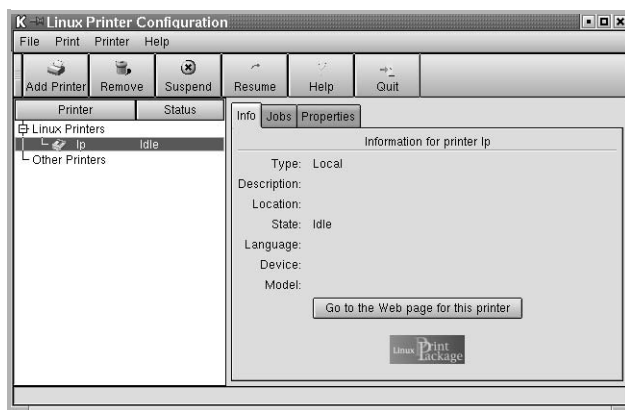 Linux Printer Configuration
File Print Printer Help
Add Printer Remove Suspend Resume Help Quit
Printer Status
Linux Printers
lp Idle
Other Printers
Info Jobs Properties
Information for printer lp
Type: Local
Description:
Location:
State: Idle
Language:
Device:
Model:
Go to the Web page for this printer
Linux Print Package